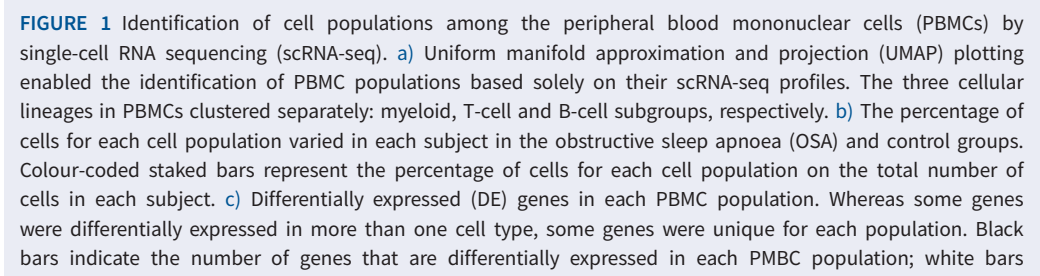 FIGURE 1 Identification of cell populations among the peripheral blood mononuclear cells (PBMCs) by
single-cell RNA sequencing (scRNA-seq). a) Uniform manifold approximation and projection (UMAP) plotting
enabled the identification of PBMC populations based solely on their scRNA-seq profiles. The three cellular
lineages in PBMCs clustered separately: myeloid, T-cell and B-cell subgroups, respectively. b) The percentage of
cells for each cell population varied in each subject in the obstructive sleep apnoea (OSA) and control groups.
Colour-coded staked bars represent the percentage of cells for each cell population on the total number of
cells in each subject. c) Differentially expressed (DE) genes in each PBMC population. Whereas some genes
were differentially expressed in more than one cell type, some genes were unique for each population. Black
bars indicate the number of genes that are differentially expressed in each PMBC population; white bars